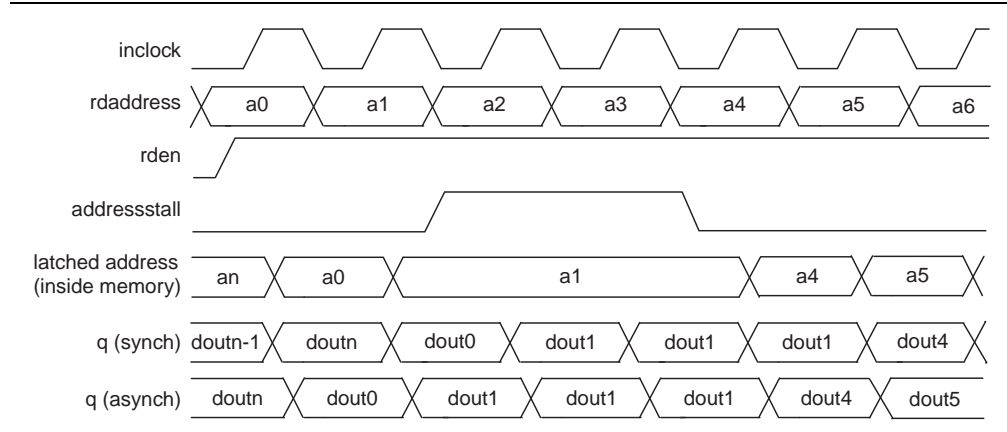 inclock
rdaddress a0 a1 a2 a3 a4 a5 a6
rden
addressstall
latched address
(inside memory) an a0 a1 a4 a5
q (synch) doutn-1 doutn dout0 dout1 dout1 dout1 dout4
q (asynch) doutn dout0 dout1 dout1 dout1 dout4 dout5